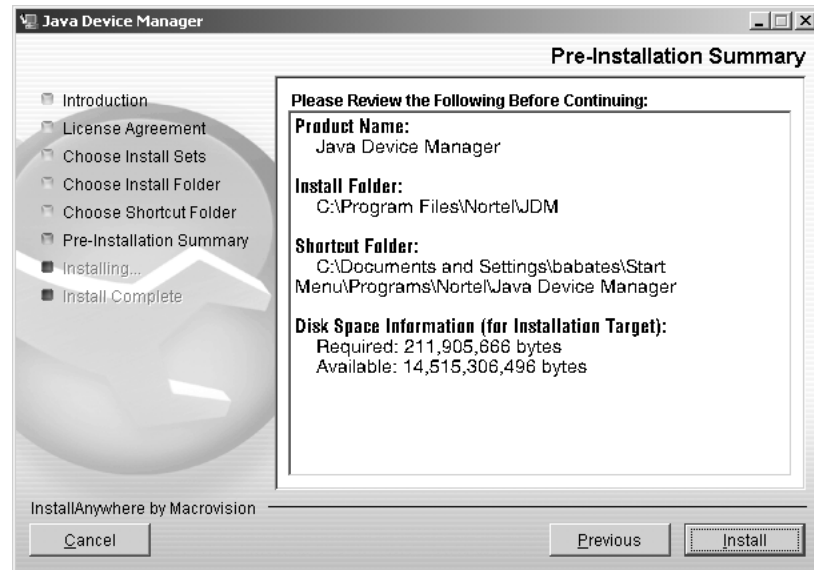 Java Device Manager
Pre-Installation Summary
Introduction
License Agreement
Choose Install Sets
Choose Install Folder
Choose Shortcut Folder
Pre-Installation Summary
Installing...
Install Complete
Please Review the Following Before Continuing:
Product Name:
Java Device Manager
Install Folder:
C:\Program Files\Nortel\JDM
Shortcut Folder:
C:\Documents and Settings\babates\Start
Menu\Programs\Nortel\Java Device Manager
Disk Space Information (for Installation Target):
Required: 211,905,666 bytes
Available: 14,515,306,496 bytes
InstallAnywhere by Macrovision
Cancel
Previous
Install